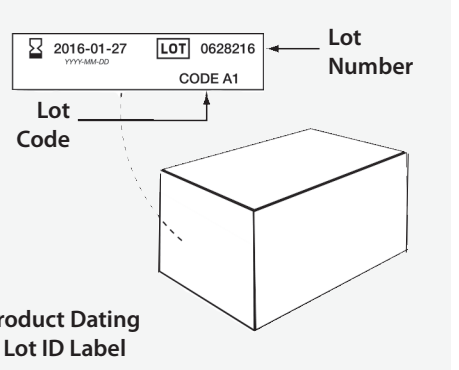 2016-01-27 LOT 0628216
YYYY-MM-DD
CODE A1
Lot
Number
Lot
Code
roduct Dating
Lot ID Label